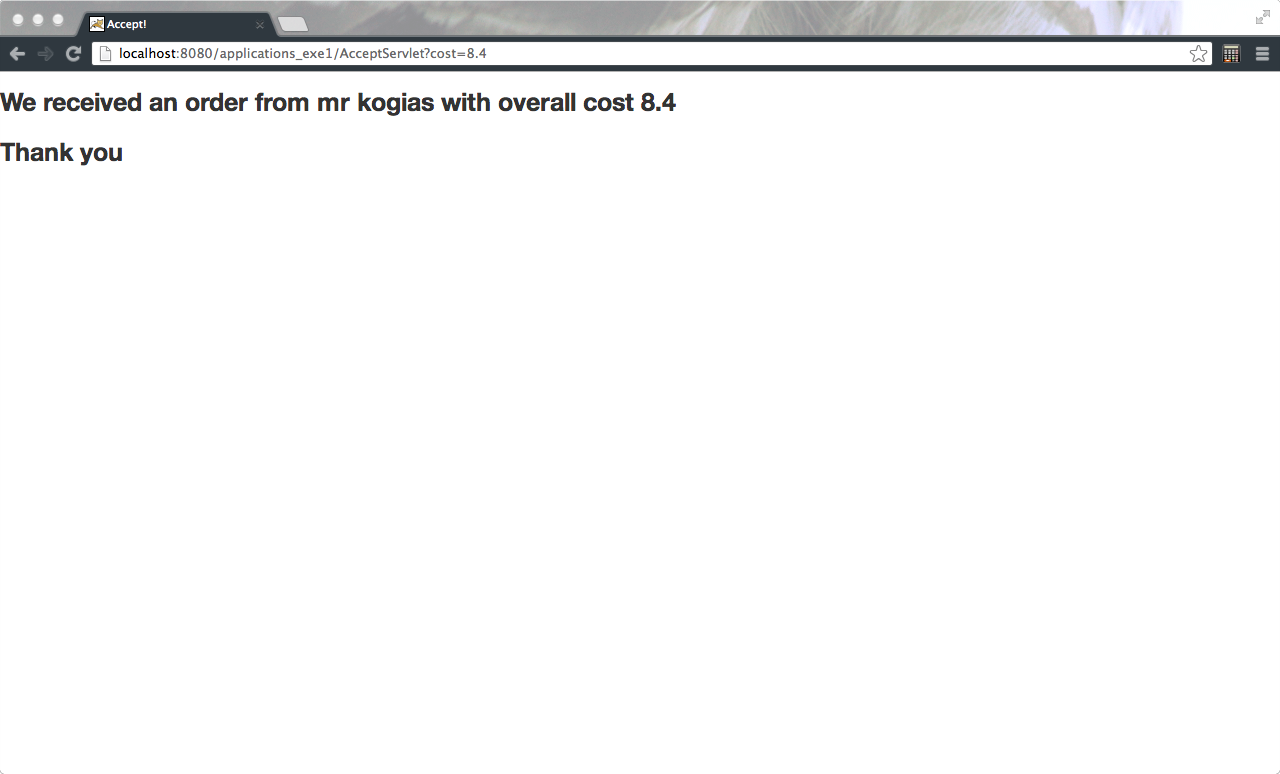 Accept!
localhost:8080/applications_exe1/AcceptServlet?cost=8.4
We received an order from mr kogias with overall cost 8.4
Thank you